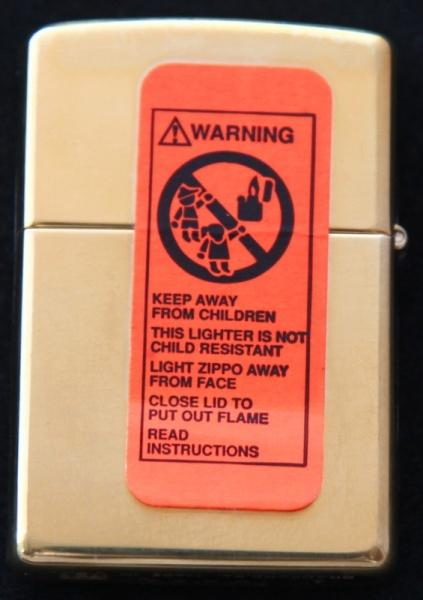 WARNING
KEEP AWAY
FROM CHILDREN
THIS LIGHTER IS NOT
CHILD RESISTANT
LIGHT ZIPPO AWAY
FROM FACE
CLOSE LID TO
PUT OUT FLAME
READ
INSTRUCTIONS